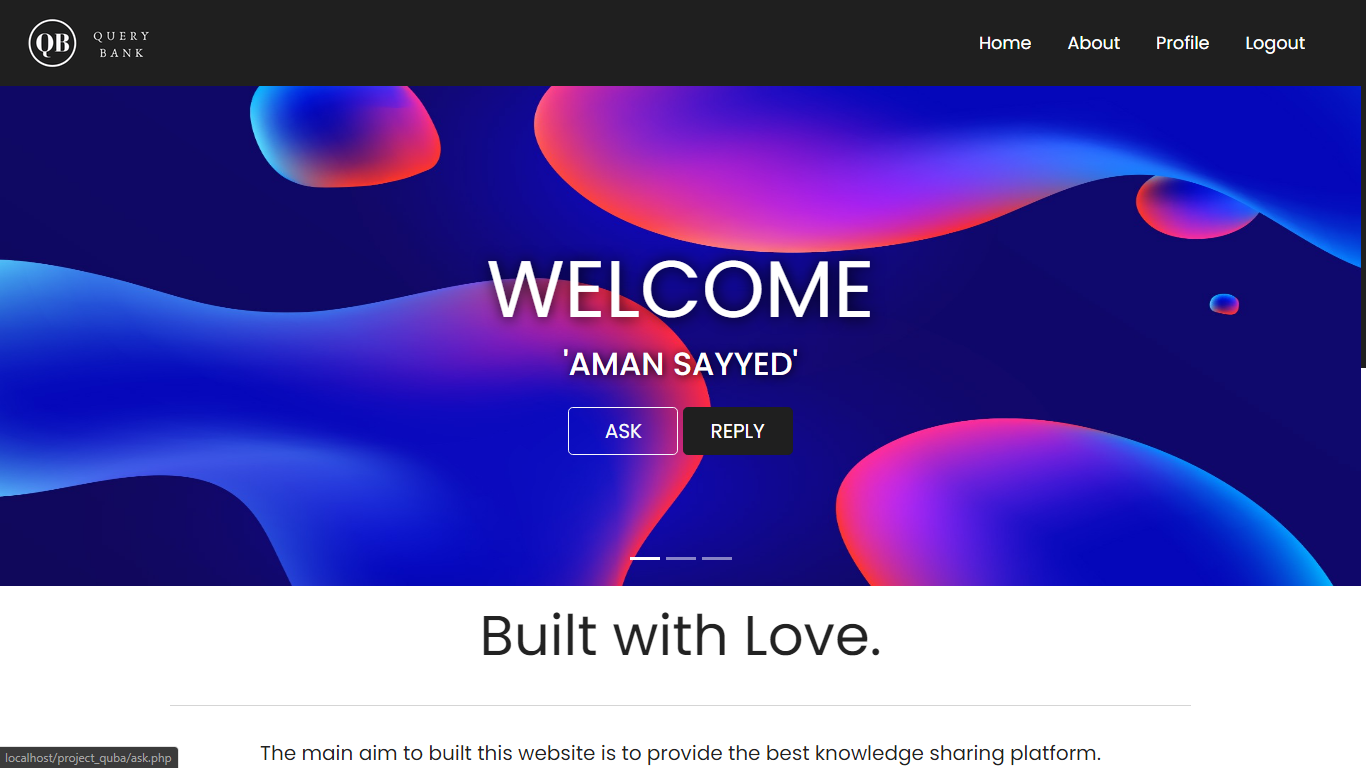 QB
QUERY
BANK
Home About Profile Logout
WELCOME
'AMAN SAYYED'
ASK REPLY
Built with Love.
The main aim to built this website is to provide the best knowledge sharing platform.
localhost/project_quba/ask.php